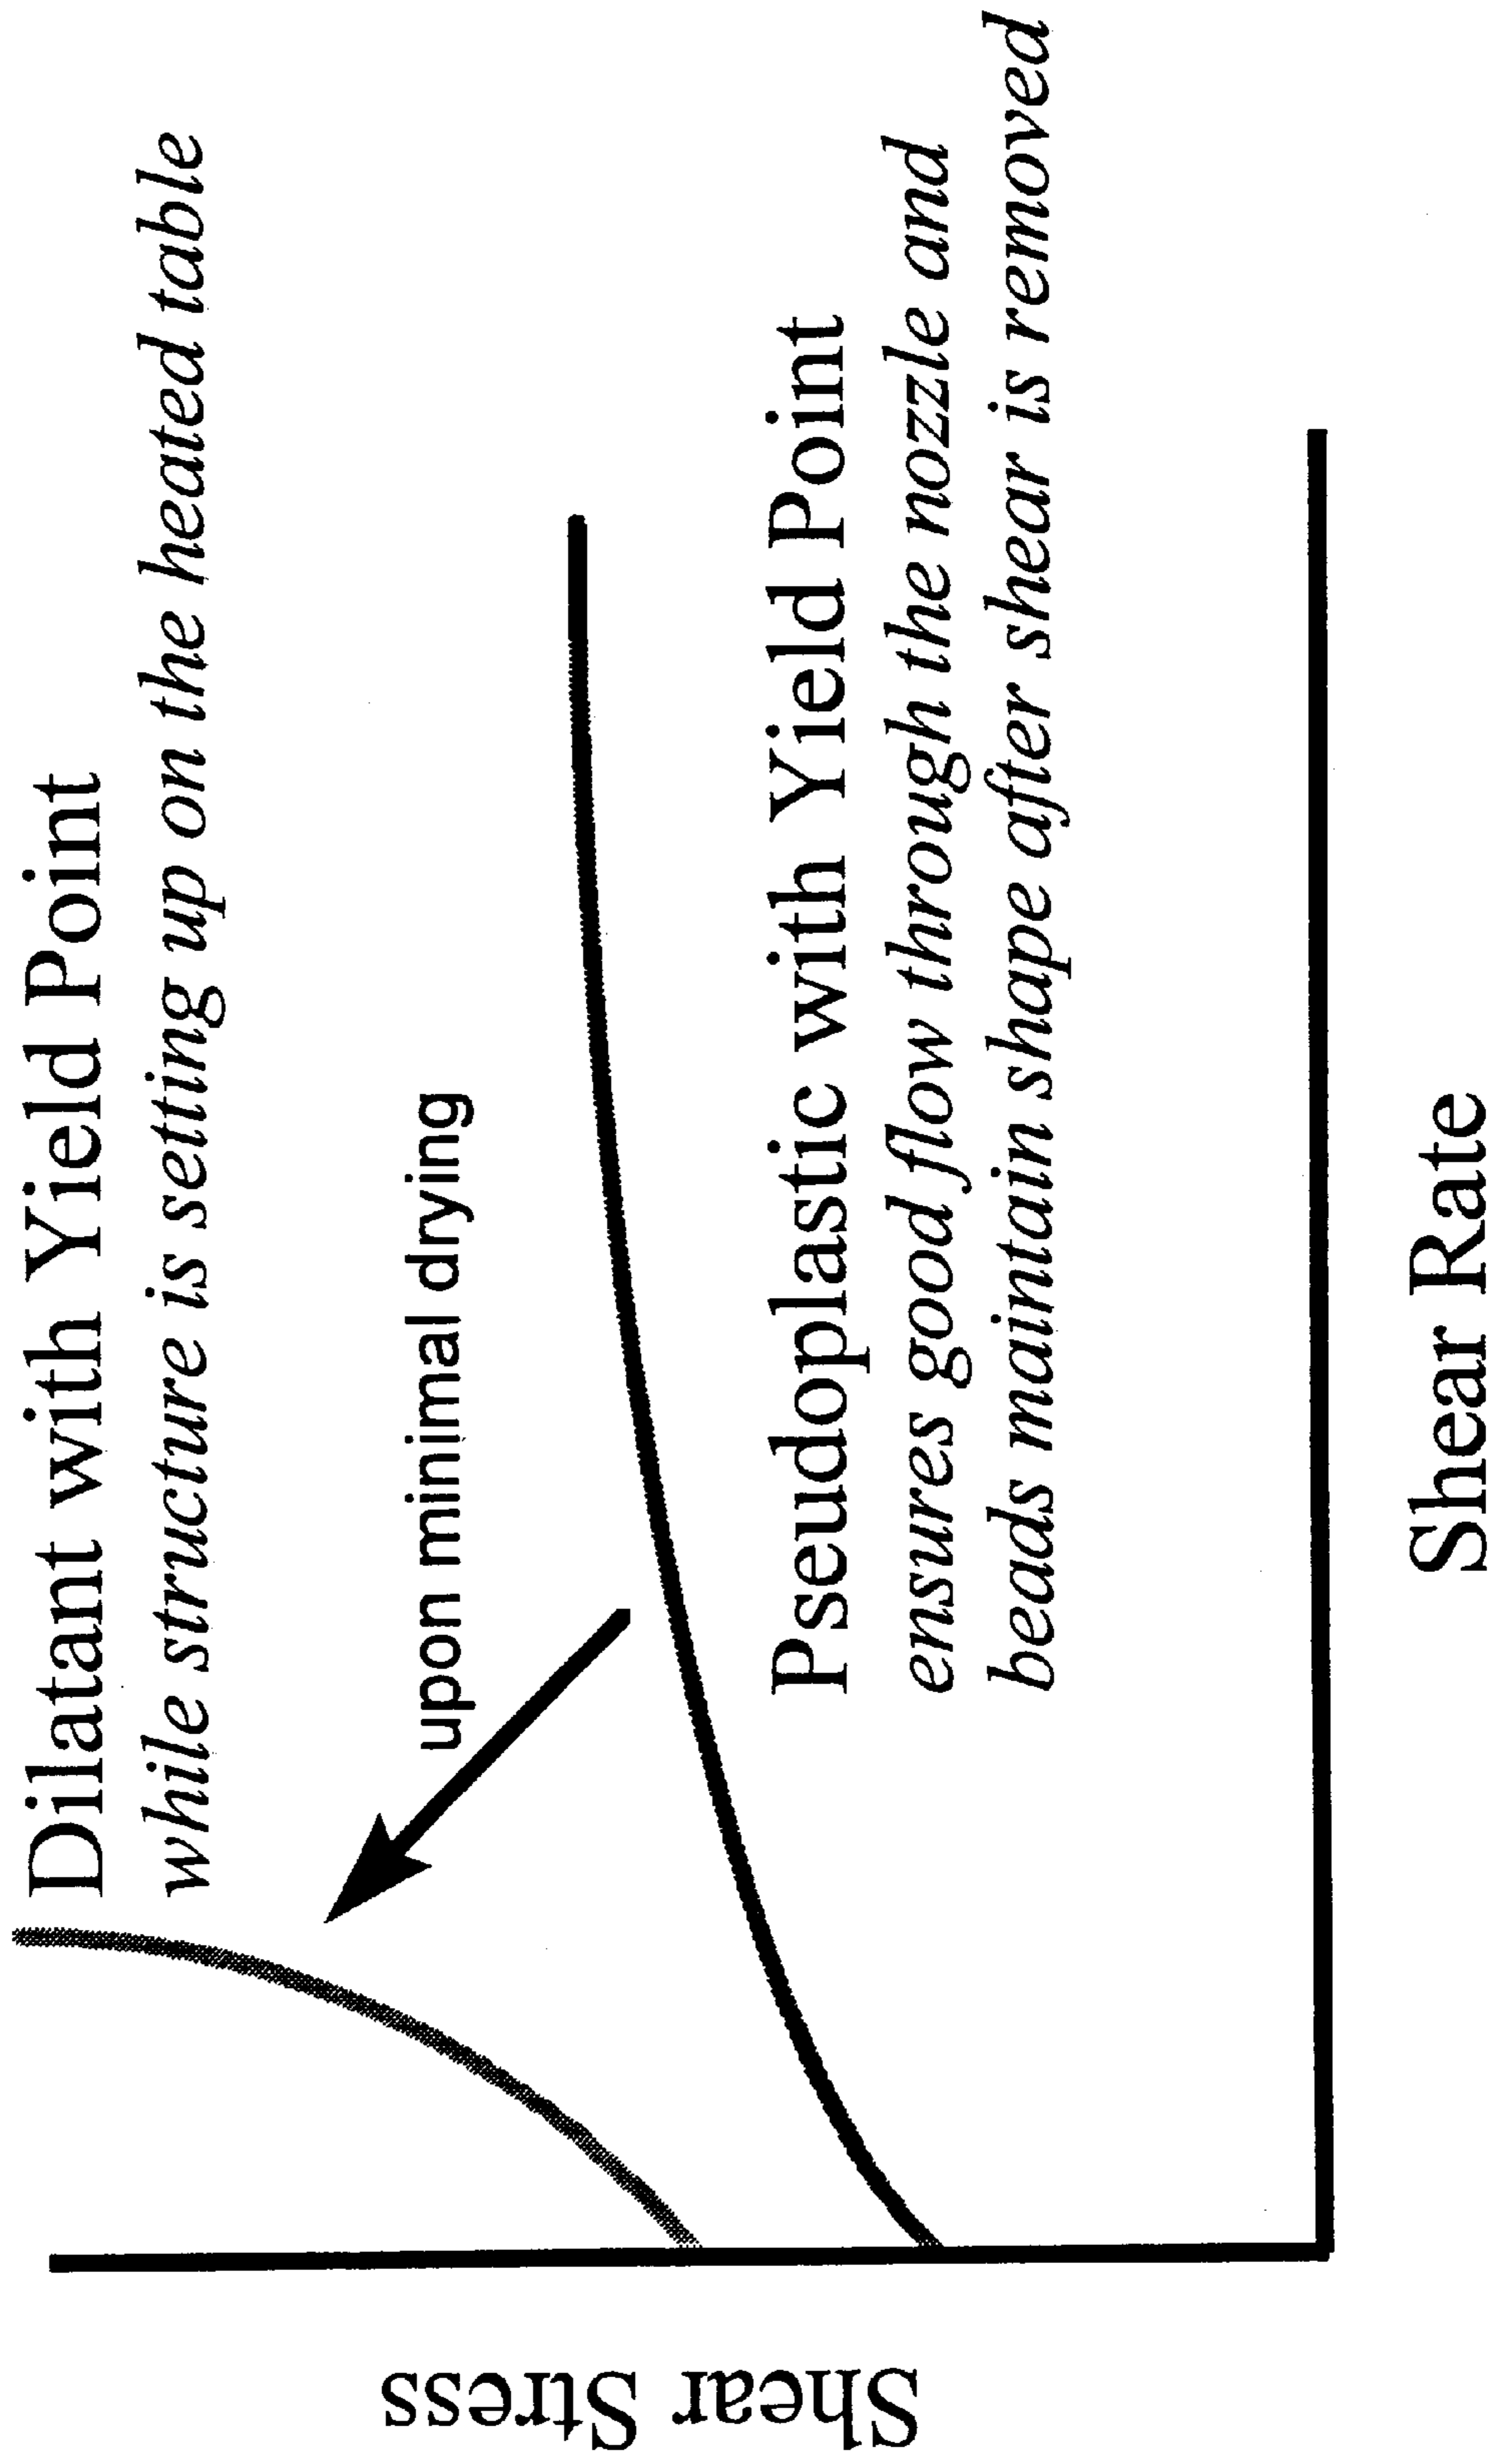 Dilatant with Yield Point
while structure is setting up on the heated table
upon minimal drying
Pseudoplastic with Yield Point
ensures good flow through the nozzle and
beads maintain shape after shear is removed
Shear Stress
Shear Rate